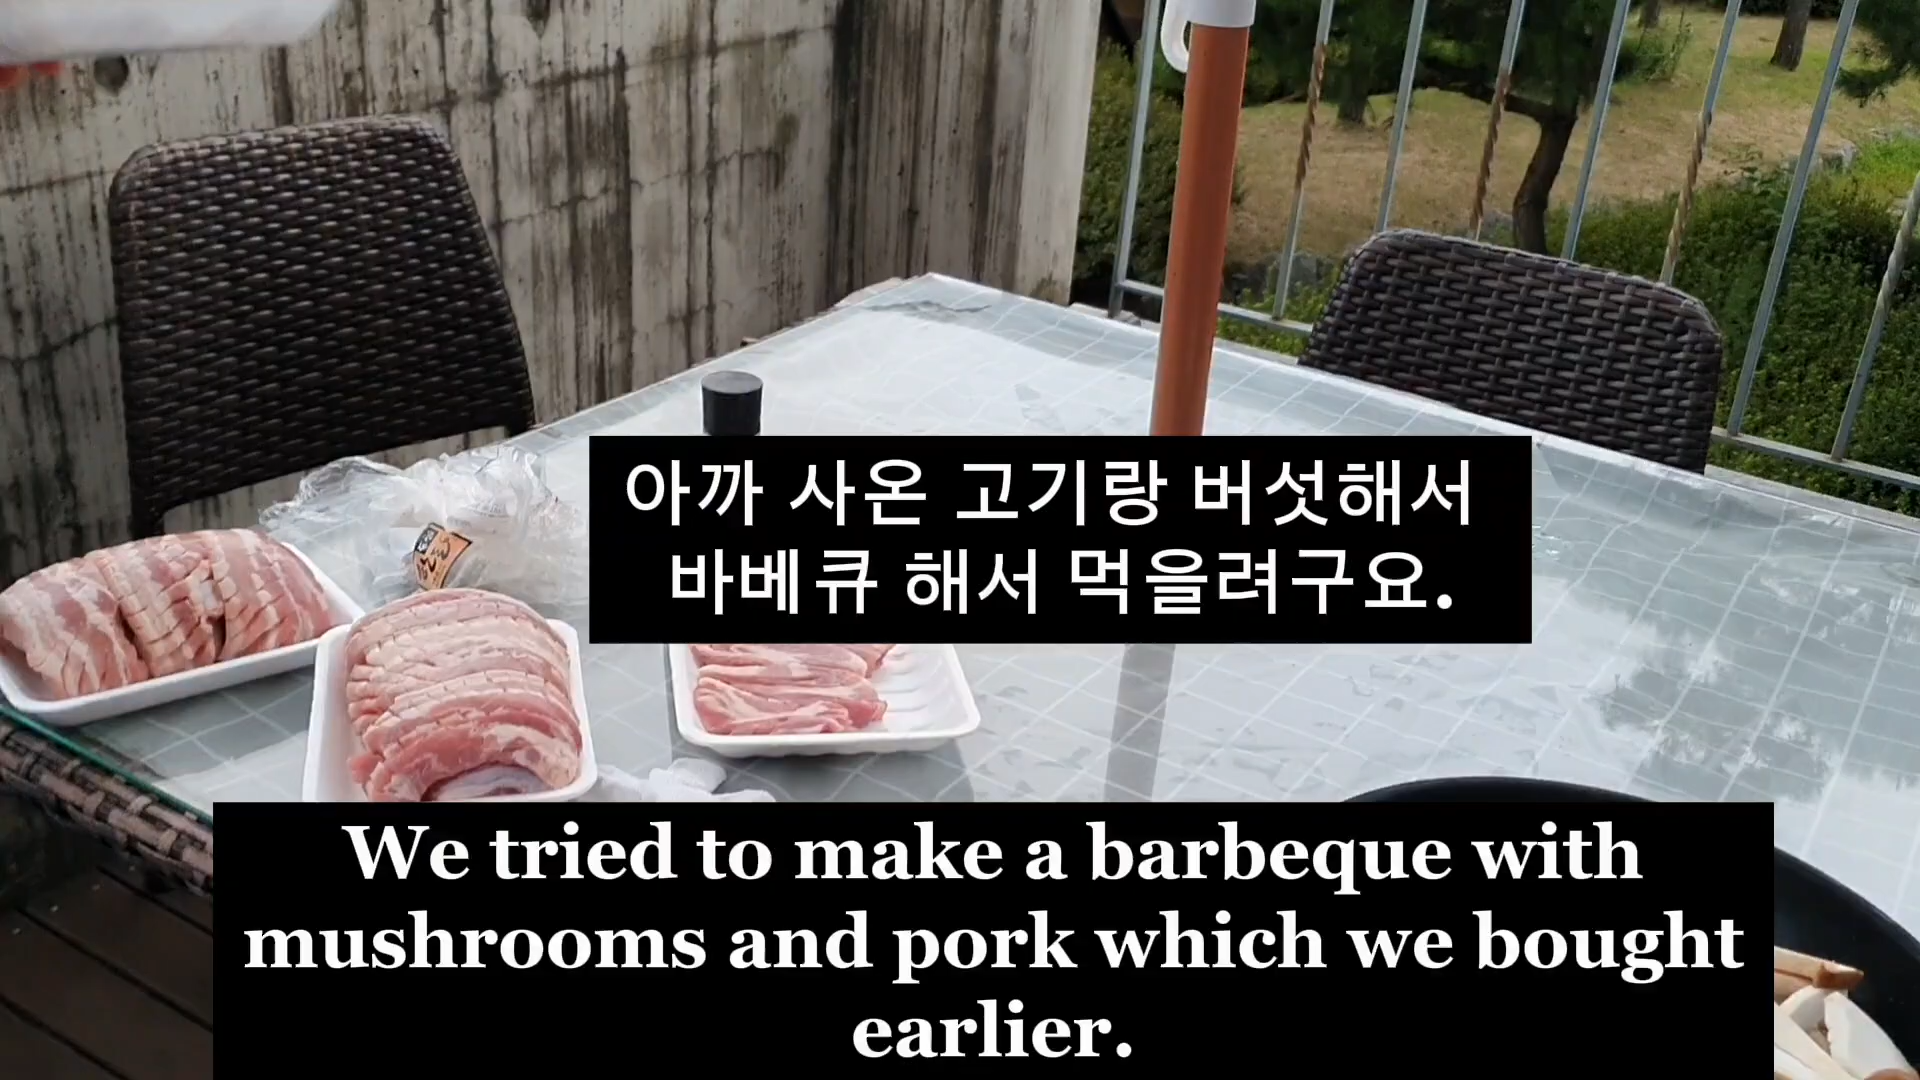 아까 사온 고기랑 버섯해서
바베큐 해서 먹을려구요.
We tried to make a barbeque with
mushrooms and pork which we bought
earlier.